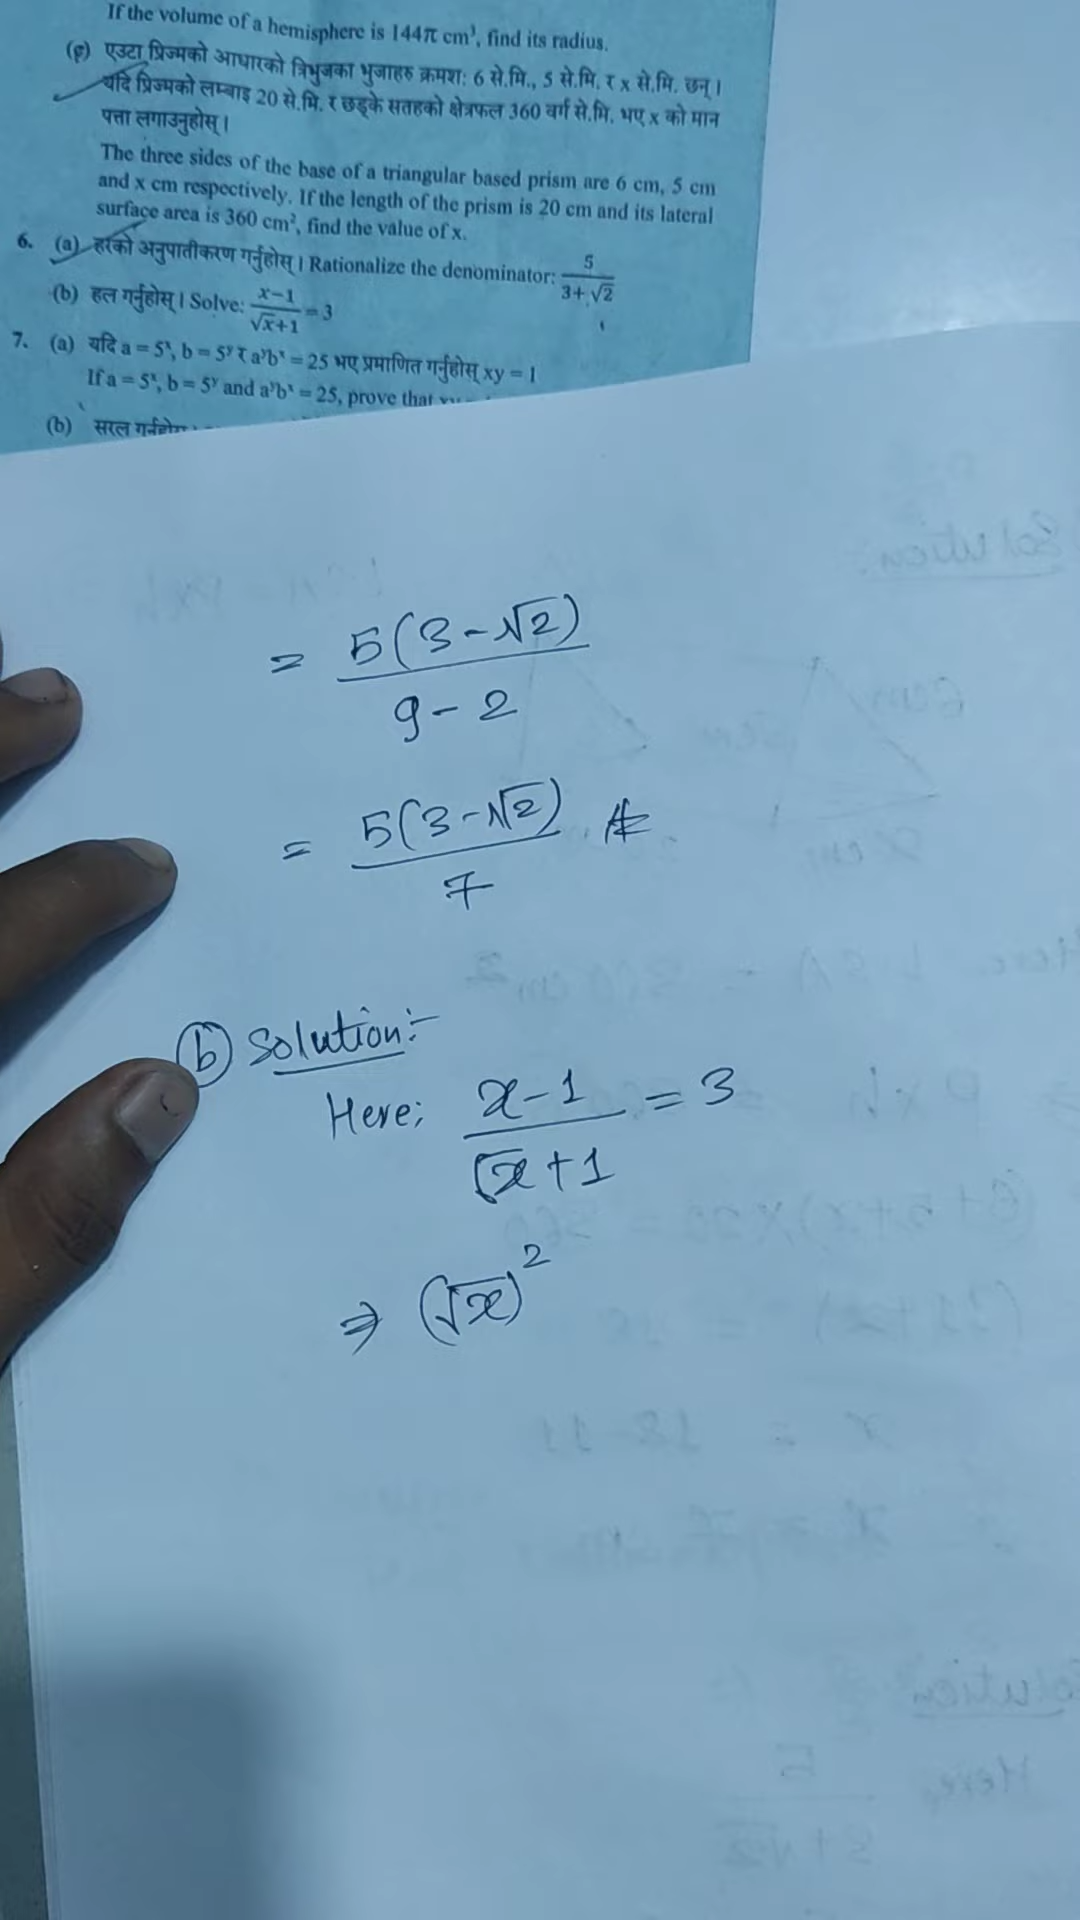 If the volume of a hemisphere is 144π cm³, find its radius.
एउटा प्रिज्मको आधारको त्रिभुजका भुजाहरु क्रमश: 6 से.मि., 5 से.मि. र x से.मि. छन् ।
यदि प्रिज्मको लम्बाइ 20 से.मि. र छड्के सतहको क्षेत्रफल 360 वर्ग से.मि. भए x को मान
पत्ता लगाउनुहोस् ।
The three sides of the base of a triangular based prism are 6 cm, 5 cm
and x cm respectively. If the length of the prism is 20 cm and its lateral
surface area is 360 cm², find the value of x.
6. (a) हरको अनुपातीकरण गर्नुहोस् । Rationalize the denominator: 5/(3+√2)
(b) हल गर्नुहोस् । Solve: (x−1)/(√x+1) = 3
7. (a) यदि a = 5ˣ, b = 5ʸ र aʸbˣ = 25 भए प्रमाणित गर्नुहोस् xy = 1
If a = 5ˣ, b = 5ʸ and aʸbˣ = 25, prove that
(b) सरल
= 5(3-√2)/(9-2)
= 5(3-√2)/7
(b) Solution:-
Here; (x-1)/(√x+1) = 3
⇒ (√x)²